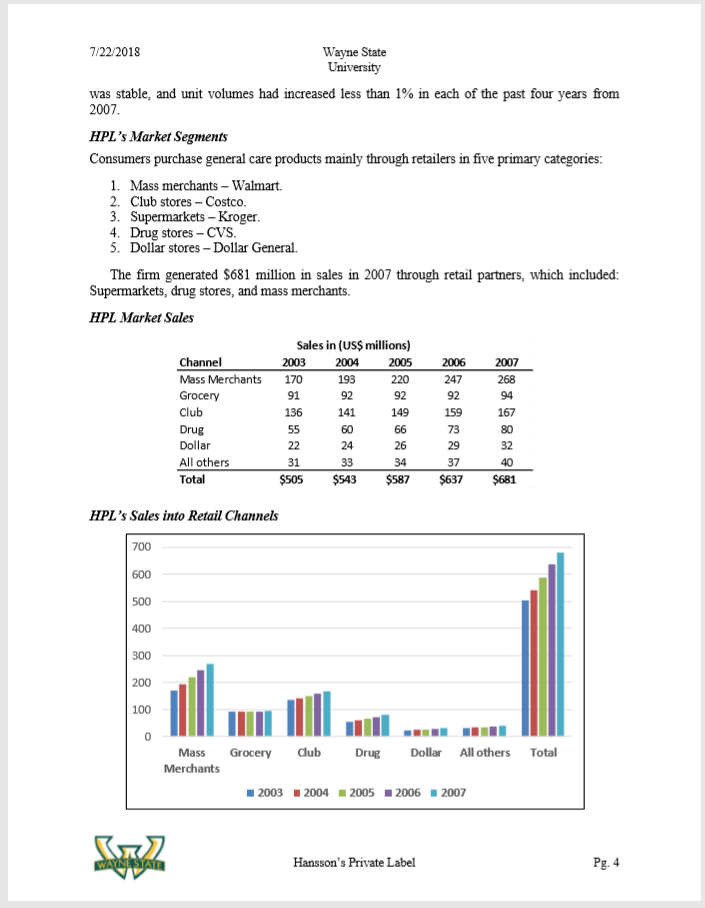 7/22/2018 Wayne State
University
was stable, and unit volumes had increased less than 1% in each of the past four years from
2007.
HPL's Market Segments
Consumers purchase general care products mainly through retailers in five primary categories:
1. Mass merchants – Walmart.
2. Club stores – Costco.
3. Supermarkets – Kroger.
4. Drug stores – CVS.
5. Dollar stores – Dollar General.
The firm generated $681 million in sales in 2007 through retail partners, which included:
Supermarkets, drug stores, and mass merchants.
HPL Market Sales
Sales in (US$ millions)
Channel 2003 2004 2005 2006 2007
Mass Merchants 170 193 220 247 268
Grocery 91 92 92 92 94
Club 136 141 149 159 167
Drug 55 60 66 73 80
Dollar 22 24 26 29 32
All others 31 33 34 37 40
Total $505 $543 $587 $637 $681
HPL's Sales into Retail Channels
700
600
500
400
300
200
100
0
Mass Grocery Club Drug Dollar All others Total
Merchants
2003 2004 2005 2006 2007
WAYNE STATE
Hansson's Private Label Pg. 4